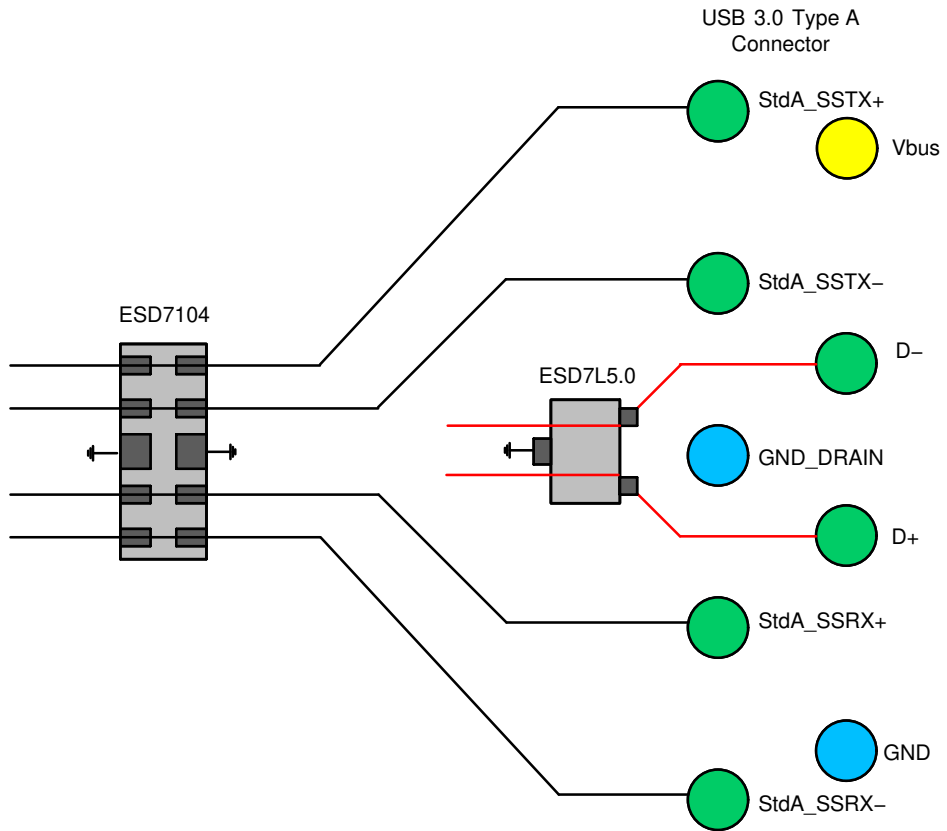 USB 3.0 Type A
Connector
StdA_SSTX+
Vbus
StdA_SSTX−
ESD7104
D−
ESD7L5.0
GND_DRAIN
D+
StdA_SSRX+
GND
StdA_SSRX−